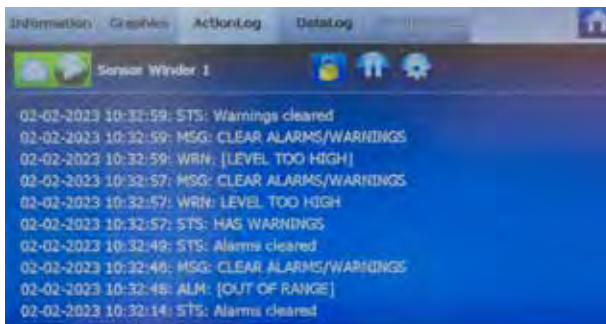 Information Graphics ActionLog DataLog
Sensor Winder 1
02-02-2023 10:32:59: STS: Warnings cleared
02-02-2023 10:32:59: MSG: CLEAR ALARMS/WARNINGS
02-02-2023 10:32:59: WRN: [LEVEL TOO HIGH]
02-02-2023 10:32:57: MSG: CLEAR ALARMS/WARNINGS
02-02-2023 10:32:57: WRN: LEVEL TOO HIGH
02-02-2023 10:32:57: STS: HAS WARNINGS
02-02-2023 10:32:49: STS: Alarms cleared
02-02-2023 10:32:48: MSG: CLEAR ALARMS/WARNINGS
02-02-2023 10:32:48: ALM: [OUT OF RANGE]
02-02-2023 10:32:14: STS: Alarms cleared